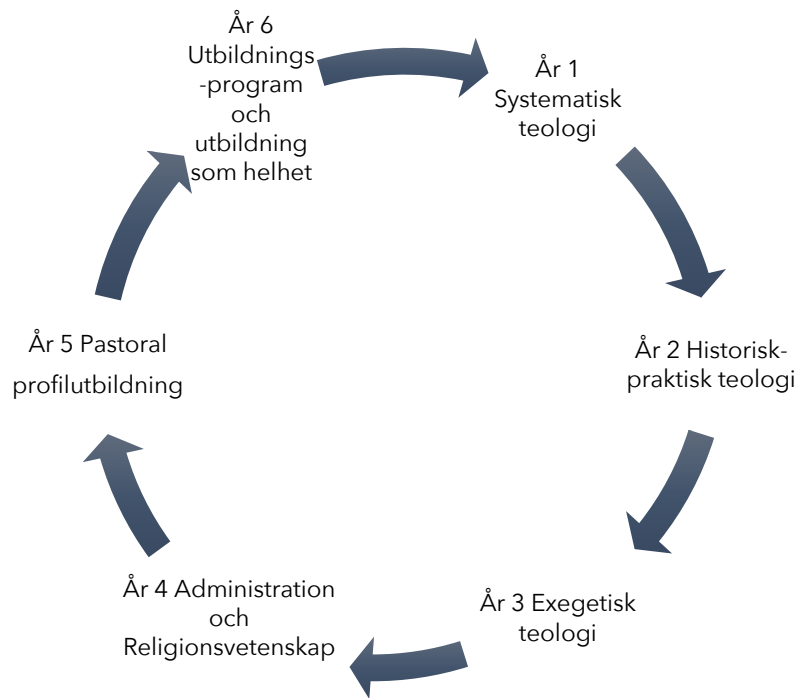 År 6
Utbildnings
-program
och
utbildning
som helhet
År 1
Systematisk
teologi
År 2 Historisk-
praktisk teologi
År 3 Exegetisk
teologi
År 4 Administration
och
Religionsvetenskap
År 5 Pastoral
profilutbildning